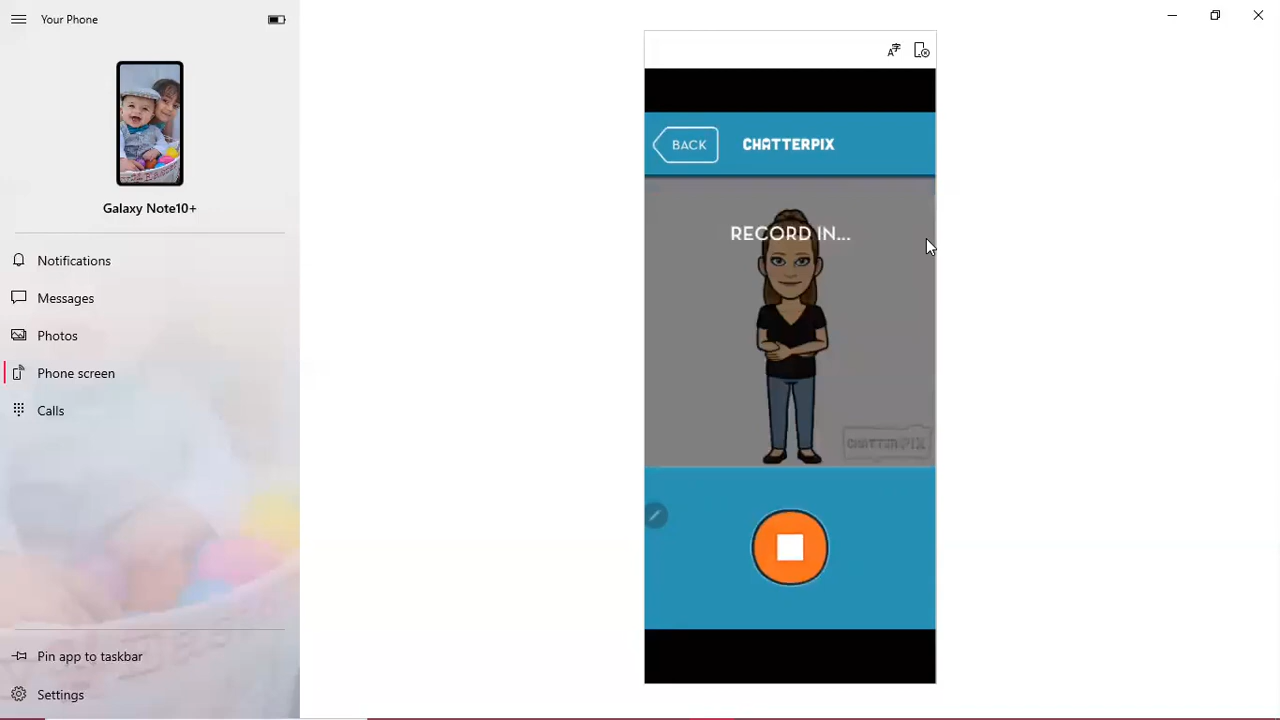 Your Phone
Galaxy Note10+
Notifications
Messages
Photos
Phone screen
Calls
Pin app to taskbar
Settings
BACK
CHATTERPIX
RECORD IN...
CHATTERPIX